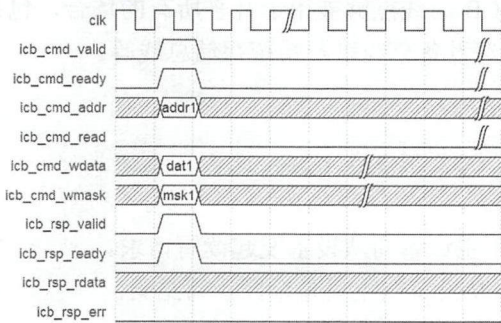 clk
icb_cmd_valid
icb_cmd_ready
icb_cmd_addr addr1
icb_cmd_read
icb_cmd_wdata dat1
icb_cmd_wmask msk1
icb_rsp_valid
icb_rsp_ready
icb_rsp_rdata
icb_rsp_err